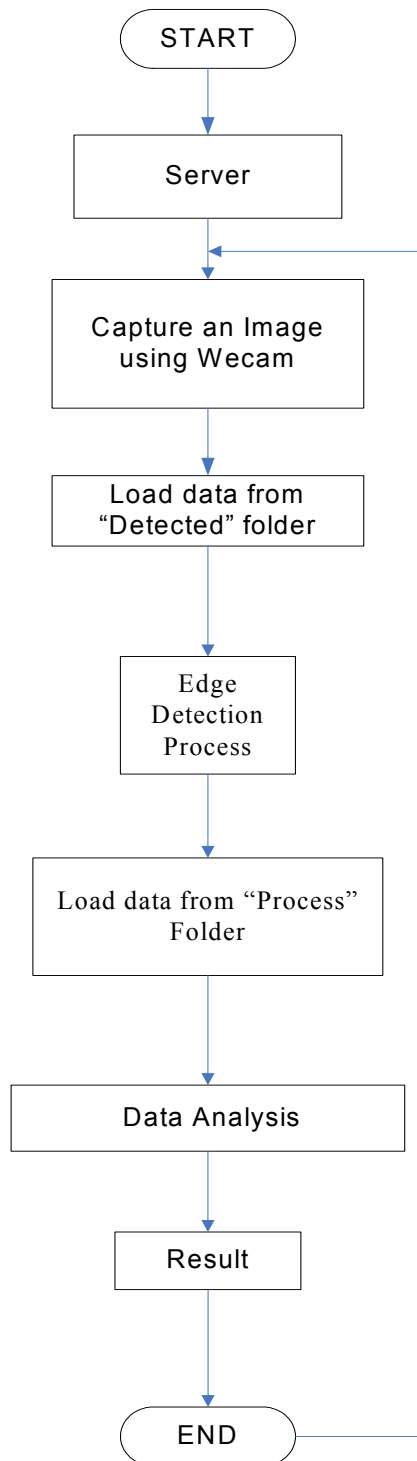 START
Server
Capture an Image
using Wecam
Load data from
“Detected” folder
Edge
Detection
Process
Load data from “Process”
Folder
Data Analysis
Result
END